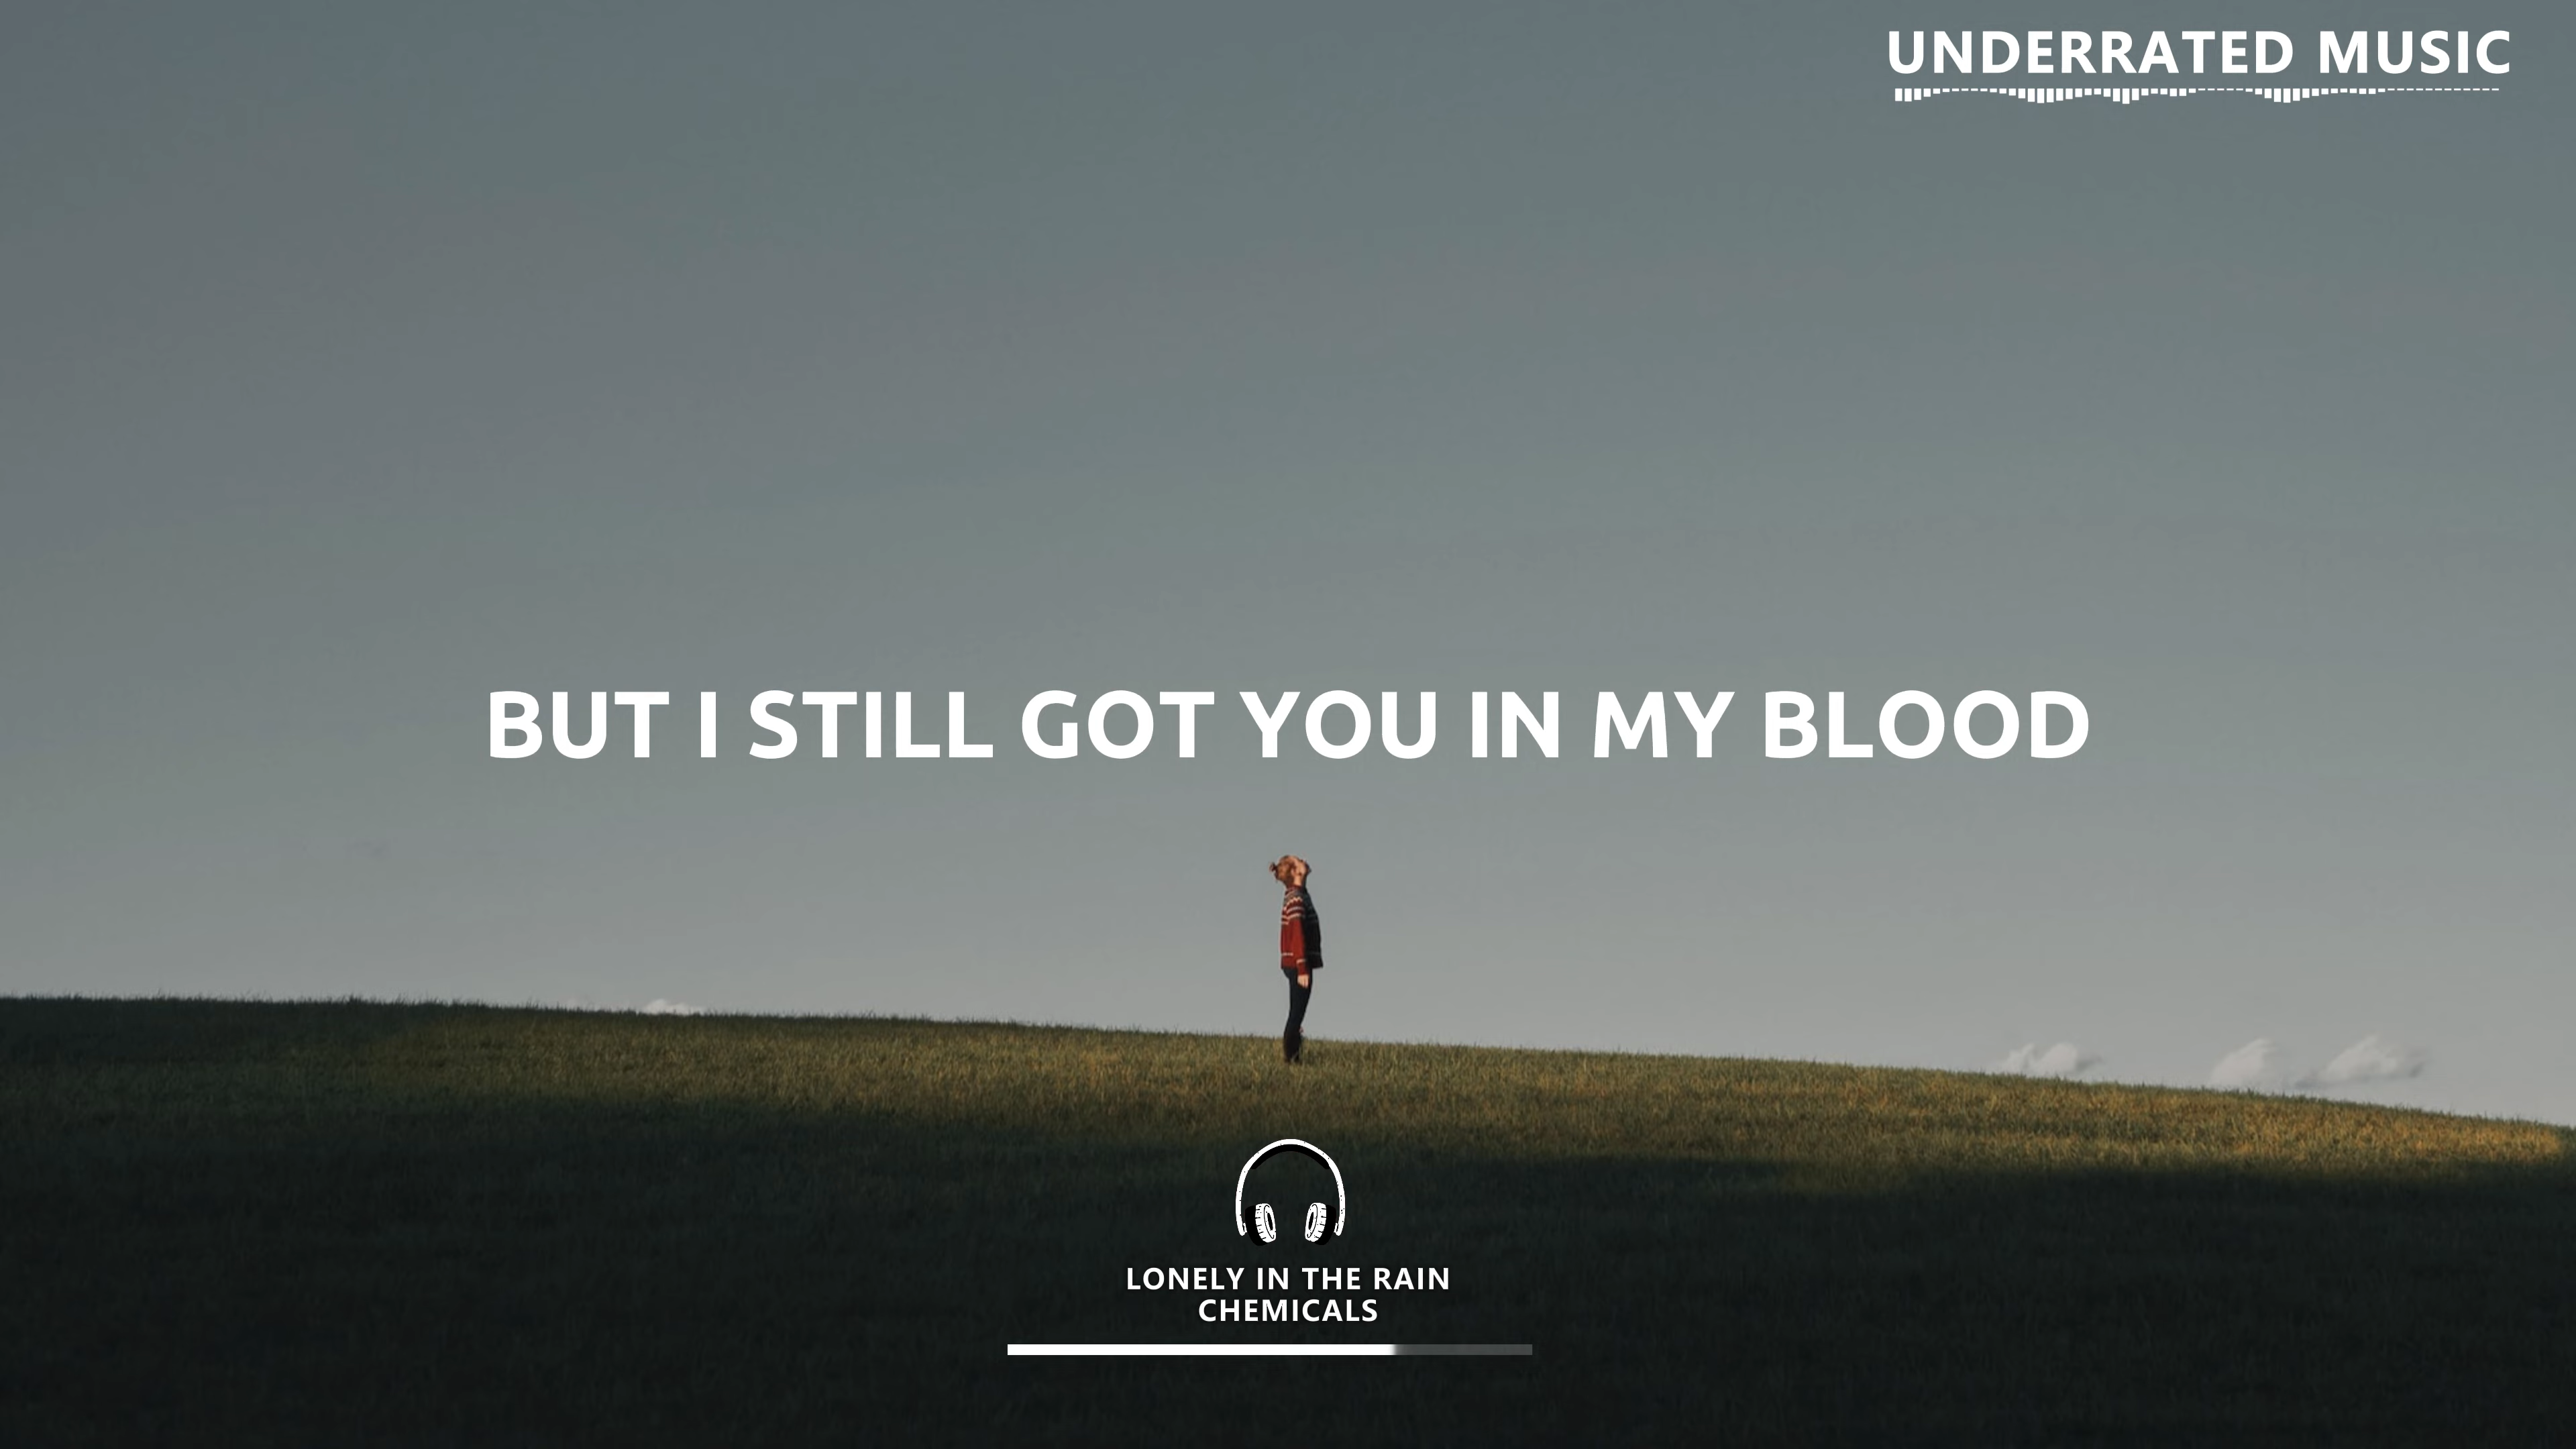 UNDERRATED MUSIC
BUT I STILL GOT YOU IN MY BLOOD
LONELY IN THE RAIN
CHEMICALS